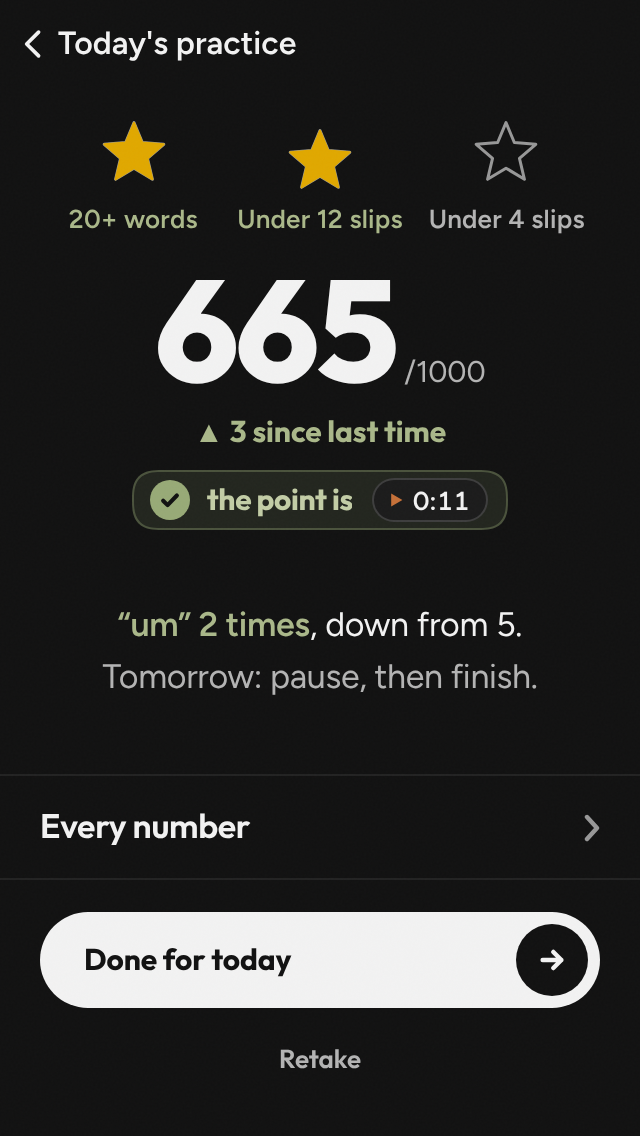 Today's practice
20+ words Under 12 slips Under 4 slips
665 /1000
▲ 3 since last time
the point is ▶ 0:11
“um” 2 times, down from 5.
Tomorrow: pause, then finish.
Every number
Done for today
Retake